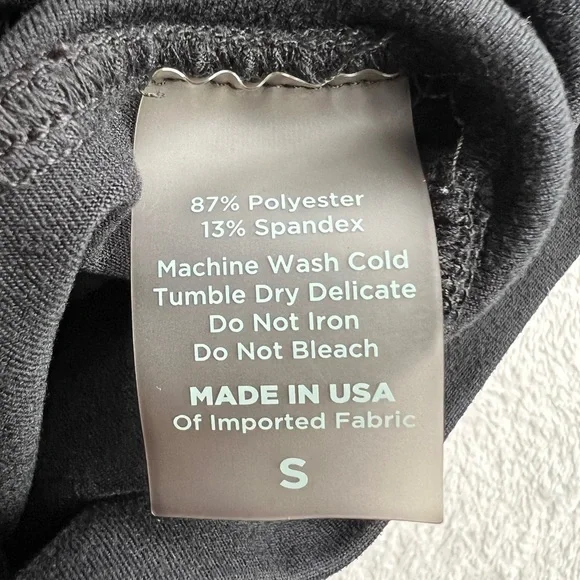 87% Polyester
13% Spandex
Machine Wash Cold
Tumble Dry Delicate
Do Not Iron
Do Not Bleach
MADE IN USA
Of Imported Fabric
S